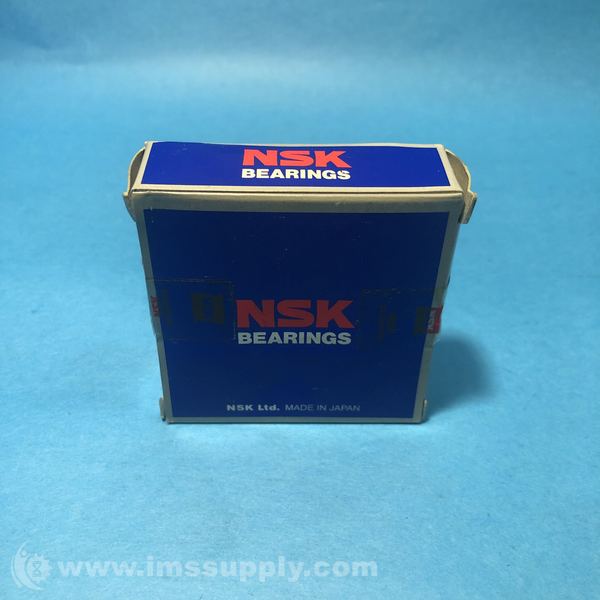 NSK
BEARINGS
NSK
BEARINGS
NSK Ltd. MADE IN JAPAN
www.imssupply.com